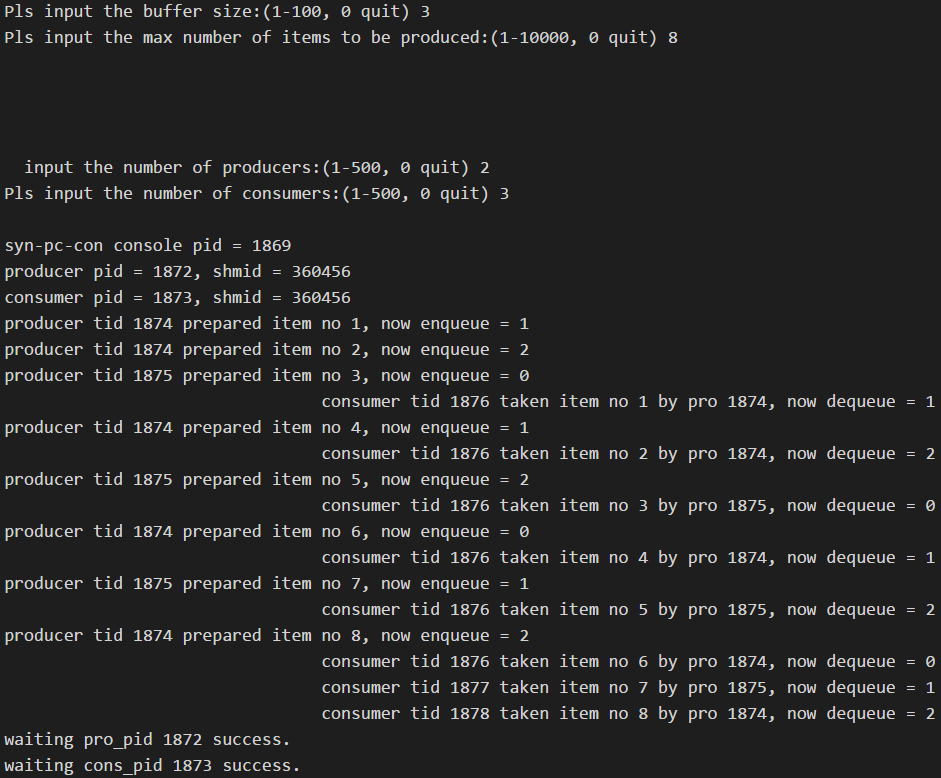 Pls input the buffer size:(1-100, 0 quit) 3
Pls input the max number of items to be produced:(1-10000, 0 quit) 8
input the number of producers:(1-500, 0 quit) 2
Pls input the number of consumers:(1-500, 0 quit) 3
syn-pc-con console pid = 1869
producer pid = 1872, shmid = 360456
consumer pid = 1873, shmid = 360456
producer tid 1874 prepared item no 1, now enqueue = 1
producer tid 1874 prepared item no 2, now enqueue = 2
producer tid 1875 prepared item no 3, now enqueue = 0
consumer tid 1876 taken item no 1 by pro 1874, now dequeue = 1
producer tid 1874 prepared item no 4, now enqueue = 1
consumer tid 1876 taken item no 2 by pro 1874, now dequeue = 2
producer tid 1875 prepared item no 5, now enqueue = 2
consumer tid 1876 taken item no 3 by pro 1875, now dequeue = 0
producer tid 1874 prepared item no 6, now enqueue = 0
consumer tid 1876 taken item no 4 by pro 1874, now dequeue = 1
producer tid 1875 prepared item no 7, now enqueue = 1
consumer tid 1876 taken item no 5 by pro 1875, now dequeue = 2
producer tid 1874 prepared item no 8, now enqueue = 2
consumer tid 1876 taken item no 6 by pro 1874, now dequeue = 0
consumer tid 1877 taken item no 7 by pro 1875, now dequeue = 1
consumer tid 1878 taken item no 8 by pro 1874, now dequeue = 2
waiting pro_pid 1872 success.
waiting cons_pid 1873 success.